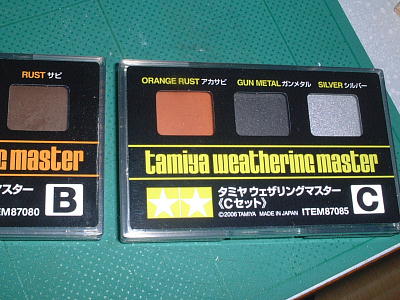 RUST サビ
master
スター
B
ITEM87080
ORANGE RUST アカサビ
GUN METAL ガンメタル
SILVER シルバー
tamiya weathering master
タミヤ ウェザリングマスター
《Cセット》
C
©2006 TAMIYA MADE IN JAPAN ITEM87085